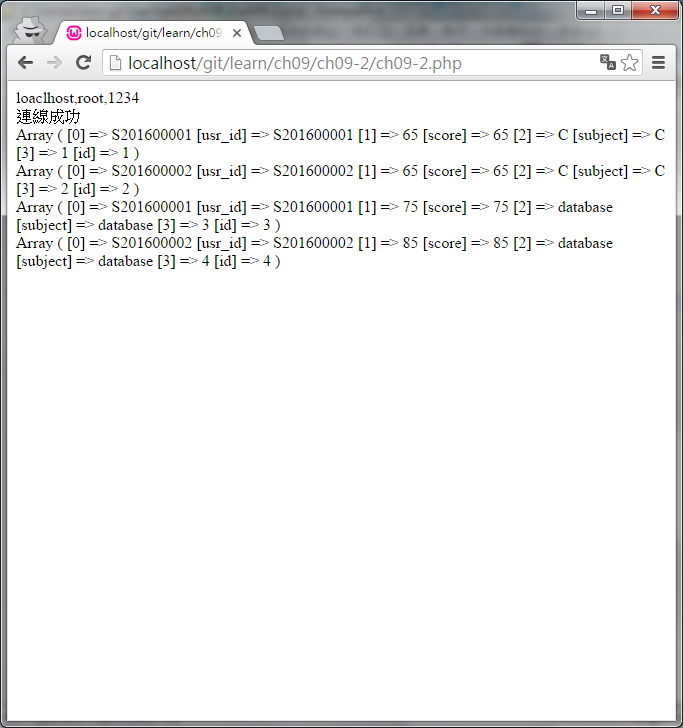 localhost/git/learn/ch09
localhost/git/learn/ch09/ch09-2/ch09-2.php
loaclhost,root,1234
連線成功
Array ( [0] => S201600001 [usr_id] => S201600001 [1] => 65 [score] => 65 [2] => C [subject] => C
[3] => 1 [id] => 1 )
Array ( [0] => S201600002 [usr_id] => S201600002 [1] => 65 [score] => 65 [2] => C [subject] => C
[3] => 2 [id] => 2 )
Array ( [0] => S201600001 [usr_id] => S201600001 [1] => 75 [score] => 75 [2] => database
[subject] => database [3] => 3 [id] => 3 )
Array ( [0] => S201600002 [usr_id] => S201600002 [1] => 85 [score] => 85 [2] => database
[subject] => database [3] => 4 [id] => 4 )